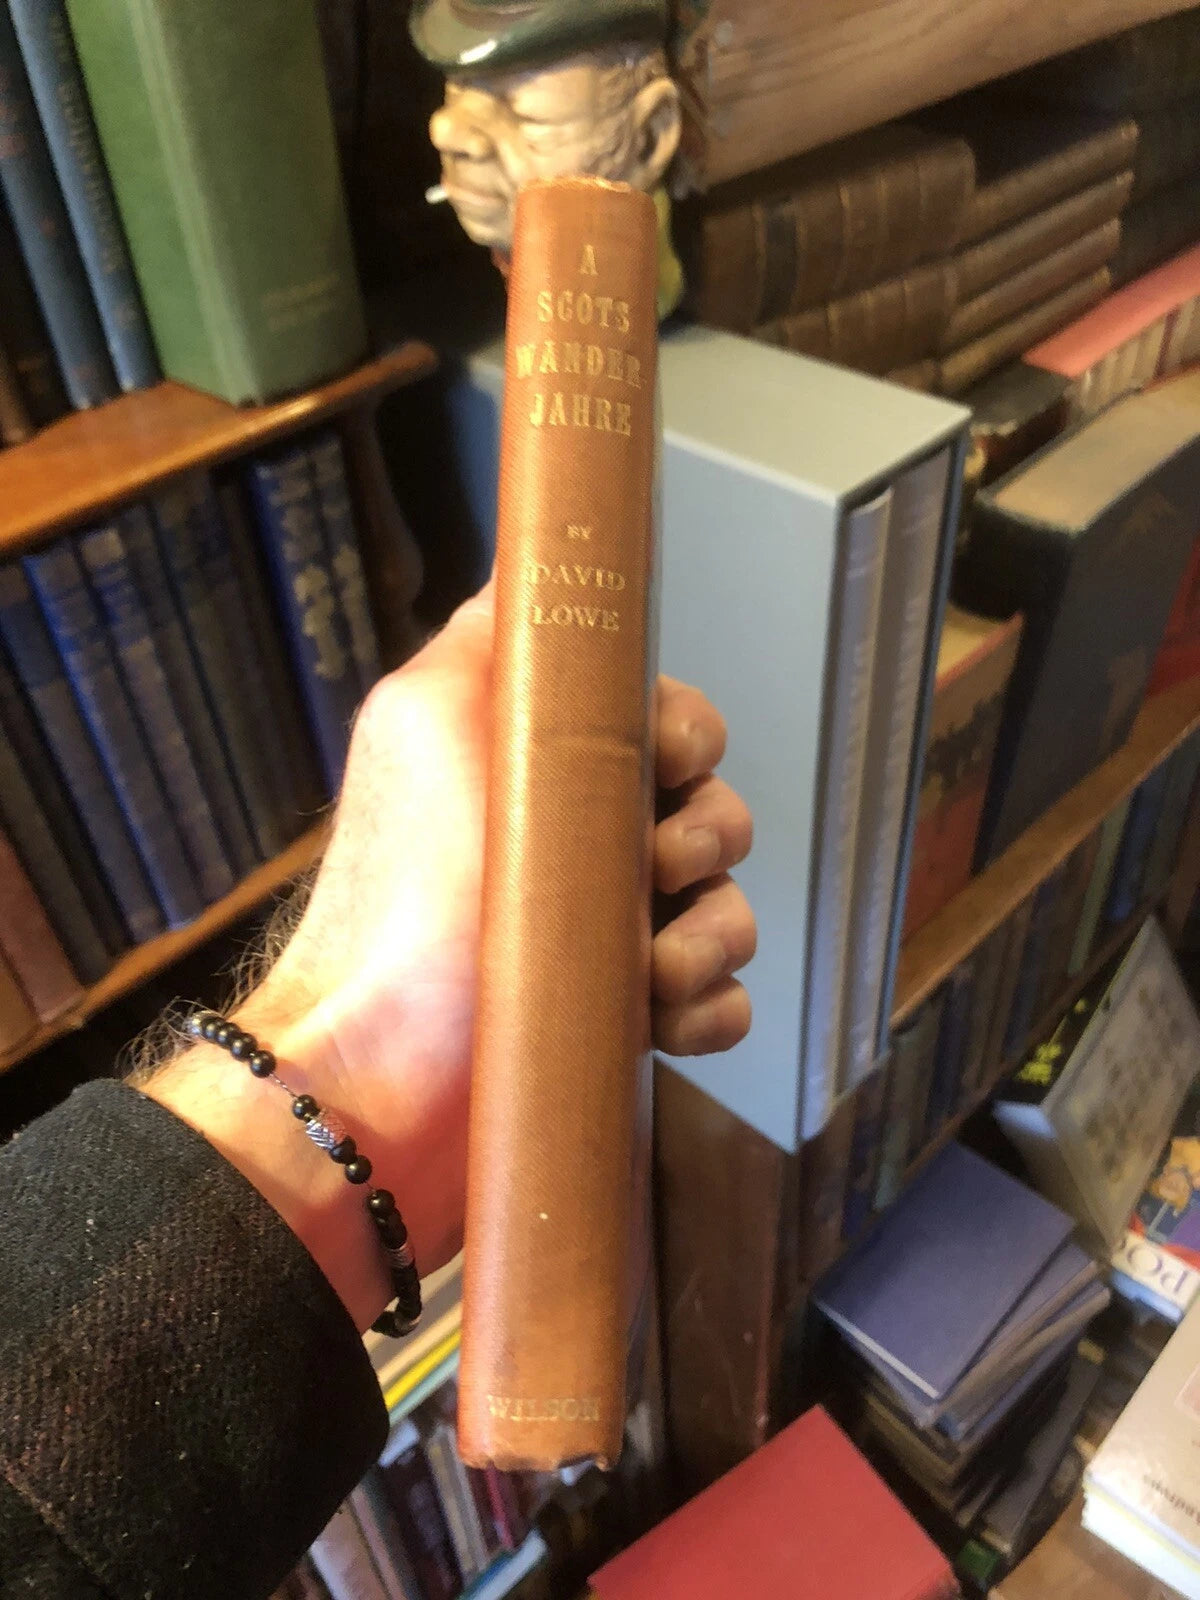 A
SCOTS
WANDER
JAHRE
BY
DAVID
LOWE
WILSON